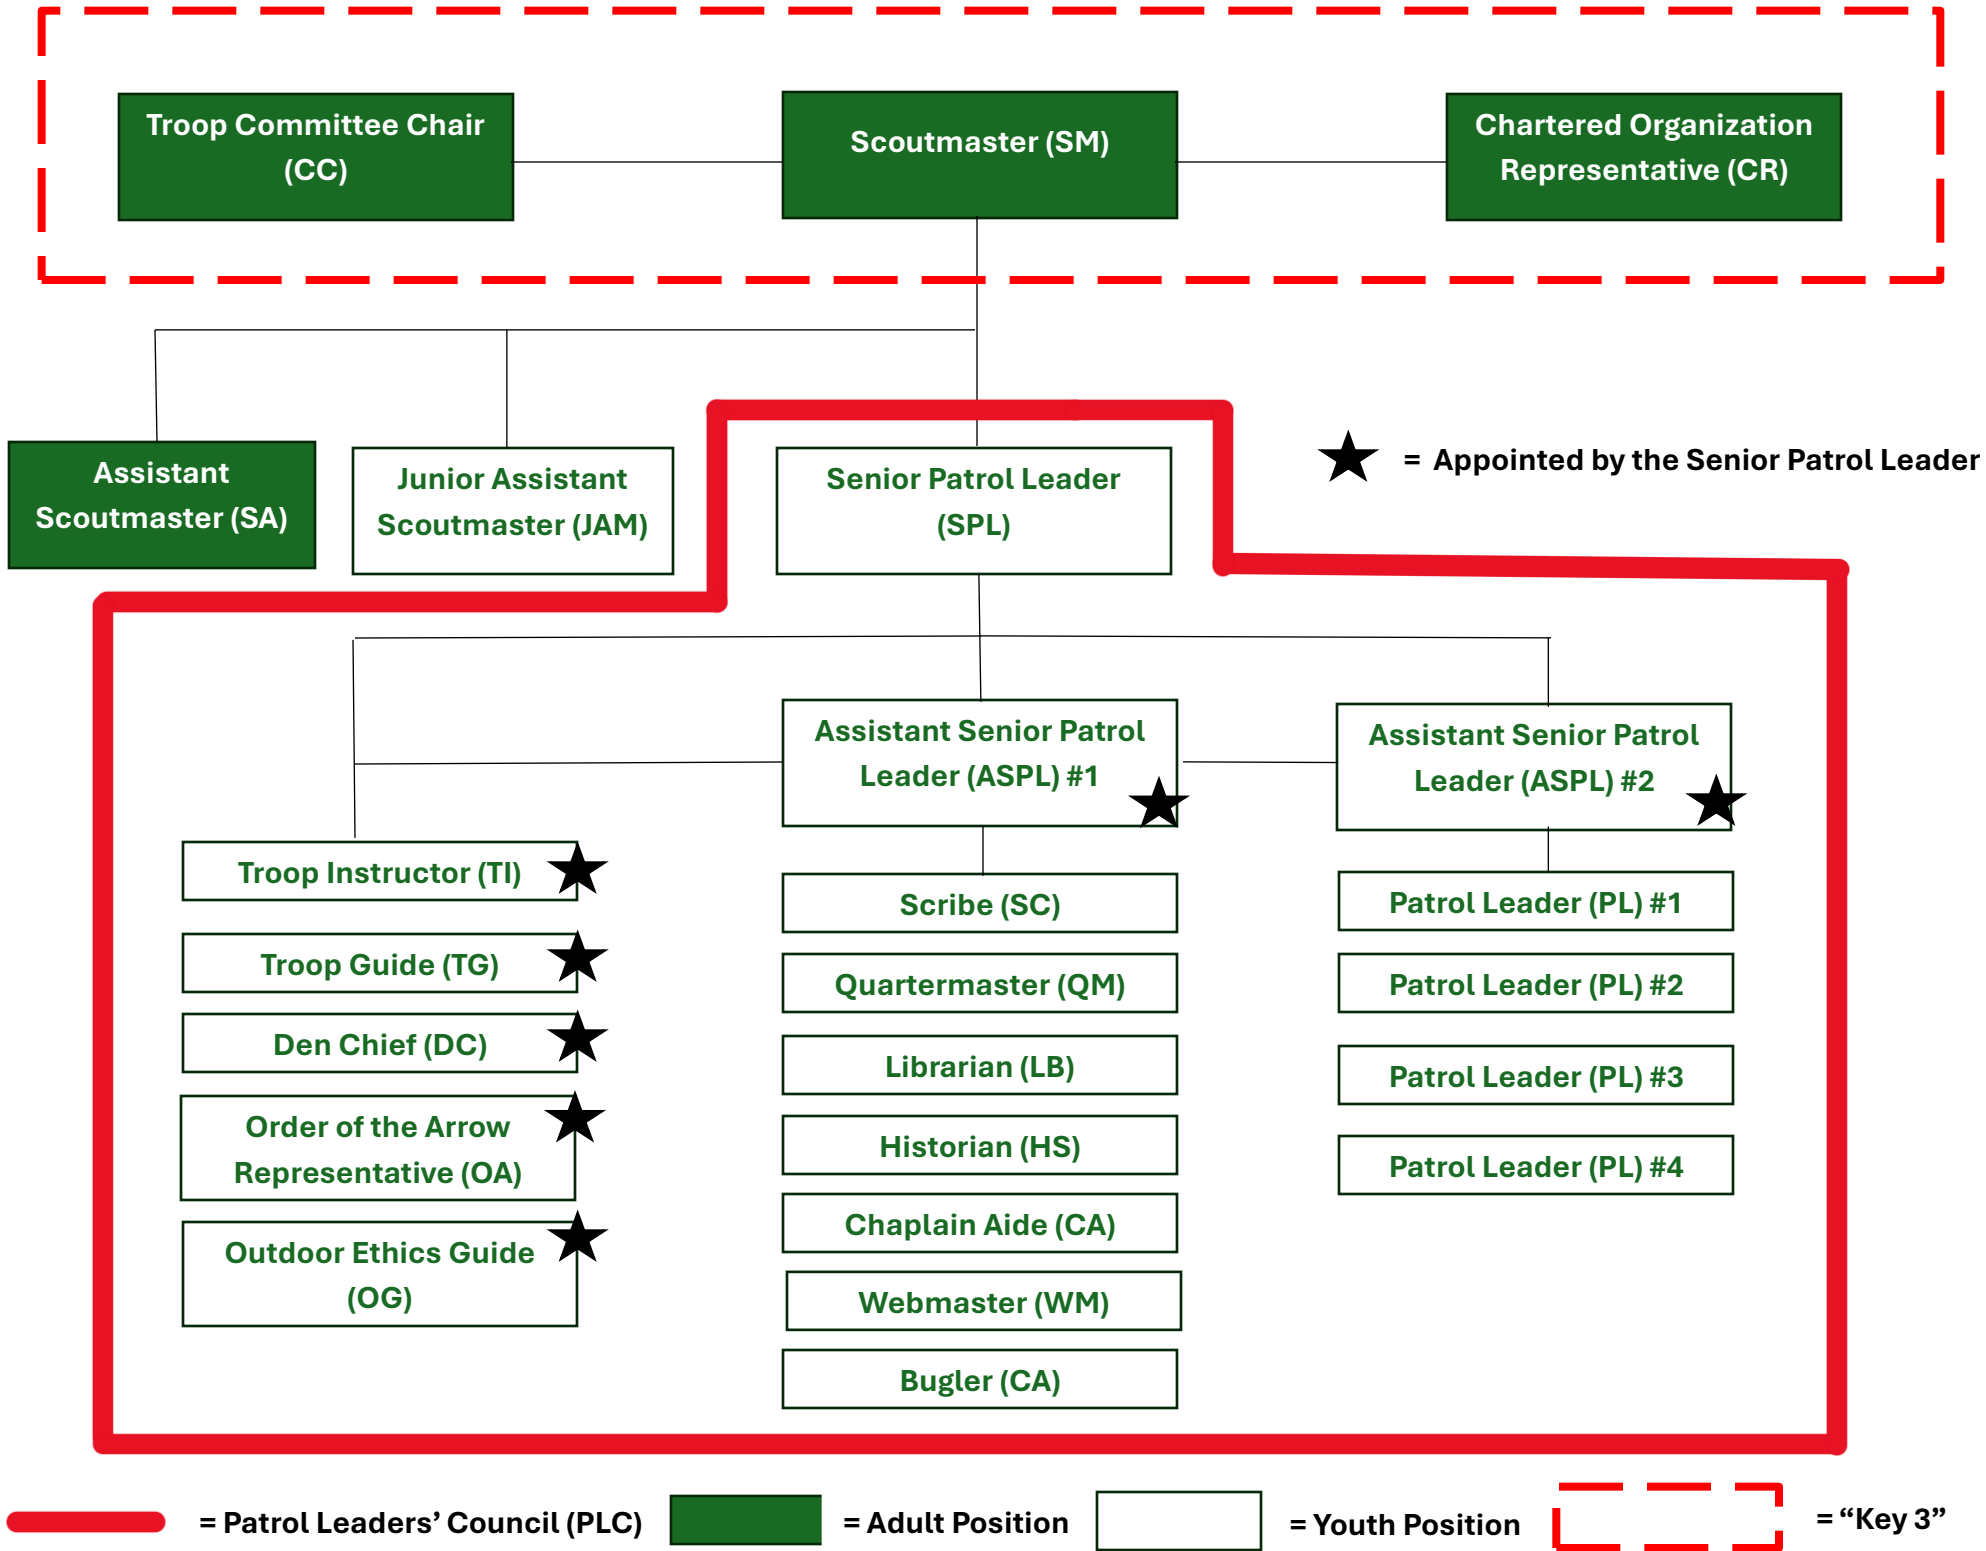 Troop Committee Chair
(CC)
Scoutmaster (SM)
Chartered Organization
Representative (CR)
Assistant
Scoutmaster (SA)
Junior Assistant
Scoutmaster (JAM)
Senior Patrol Leader
(SPL)
= Appointed by the Senior Patrol Leader
Assistant Senior Patrol
Leader (ASPL) #1
Assistant Senior Patrol
Leader (ASPL) #2
Troop Instructor (TI)
Troop Guide (TG)
Den Chief (DC)
Order of the Arrow
Representative (OA)
Outdoor Ethics Guide
(OG)
Scribe (SC)
Quartermaster (QM)
Librarian (LB)
Historian (HS)
Chaplain Aide (CA)
Webmaster (WM)
Bugler (CA)
Patrol Leader (PL) #1
Patrol Leader (PL) #2
Patrol Leader (PL) #3
Patrol Leader (PL) #4
= Patrol Leaders’ Council (PLC)
= Adult Position
= Youth Position
= “Key 3”